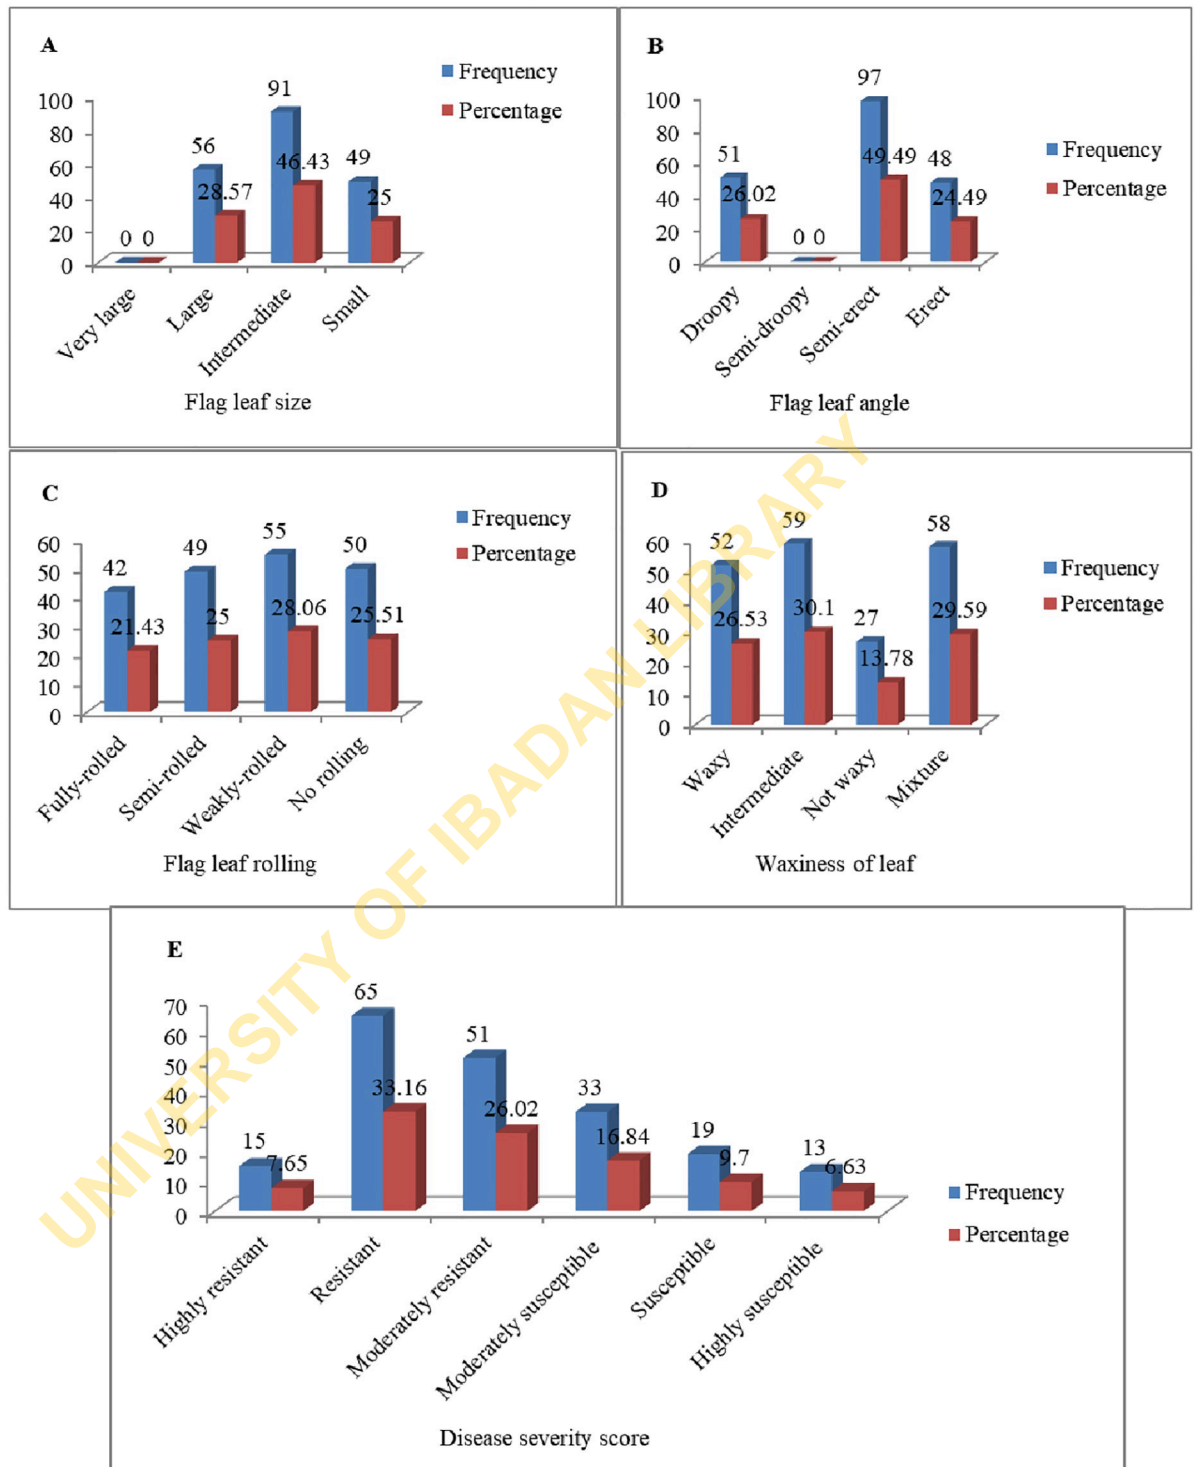 A
Frequency
Percentage
100
80
60
40
20
0
0 0
56
28.57
91
46.43
49
25
Very large
Large
Intermediate
Small
Flag leaf size
B
Frequency
Percentage
100
80
60
40
20
0
51
26.02
0 0
97
49.49
48
24.49
Droopy
Semi-droopy
Semi-erect
Erect
Flag leaf angle
C
Frequency
Percentage
60
50
40
30
20
10
0
42
21.43
49
25
55
28.06
50
25.51
Fully-rolled
Semi-rolled
Weakly-rolled
No rolling
Flag leaf rolling
D
Frequency
Percentage
60
50
40
30
20
10
0
52
26.53
59
30.1
27
13.78
58
29.59
Waxy
Intermediate
Not waxy
Mixture
Waxiness of leaf
E
Frequency
Percentage
70
60
50
40
30
20
10
0
15
7.65
65
33.16
51
26.02
33
16.84
19
9.7
13
6.63
Highly resistant
Resistant
Moderately resistant
Moderately susceptible
Susceptible
Highly susceptible
Disease severity score
UNIVERSITY OF IBADAN LIBRARY